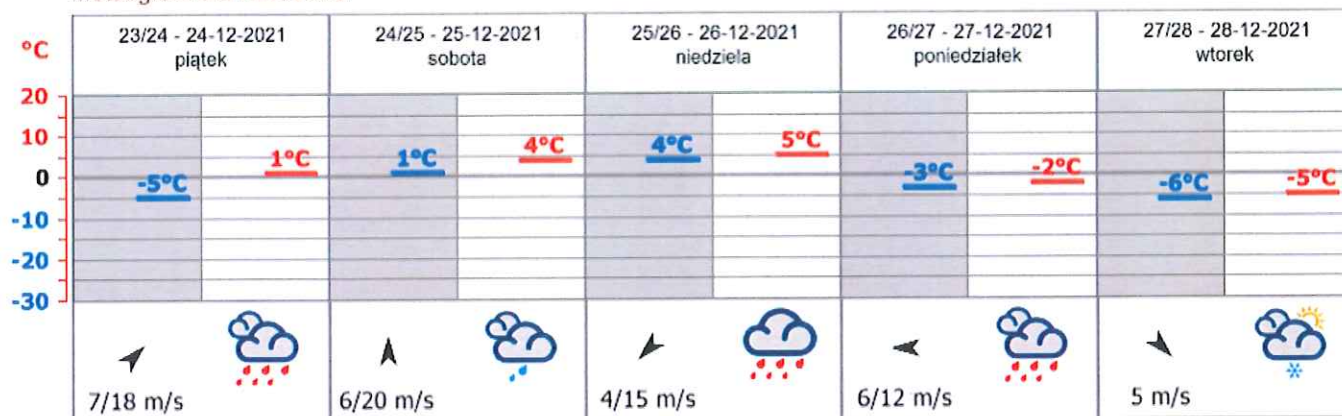 23/24 - 24-12-2021
piątek
24/25 - 25-12-2021
sobota
25/26 - 26-12-2021
niedziela
26/27 - 27-12-2021
poniedziałek
27/28 - 28-12-2021
wtorek
°C
20
10
0
-10
-20
-30
-5°C
1°C
1°C
4°C
4°C
5°C
-3°C
-2°C
-6°C
-5°C
7/18 m/s
6/20 m/s
4/15 m/s
6/12 m/s
5 m/s